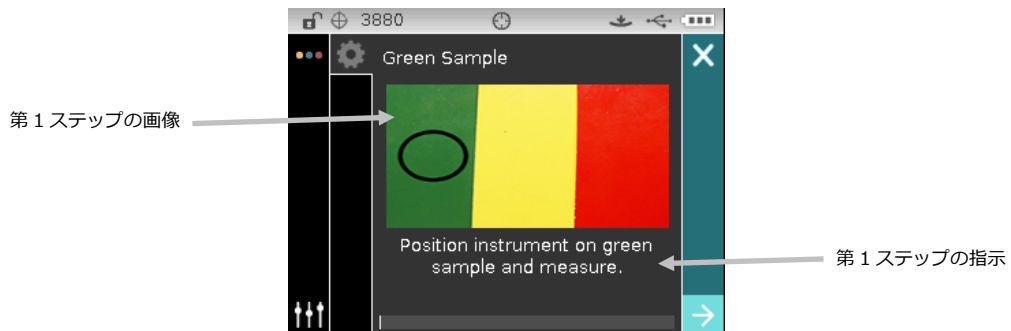 3880
Green Sample
第 1 ステップの画像
Position instrument on green
sample and measure.
第 1 ステップの指示